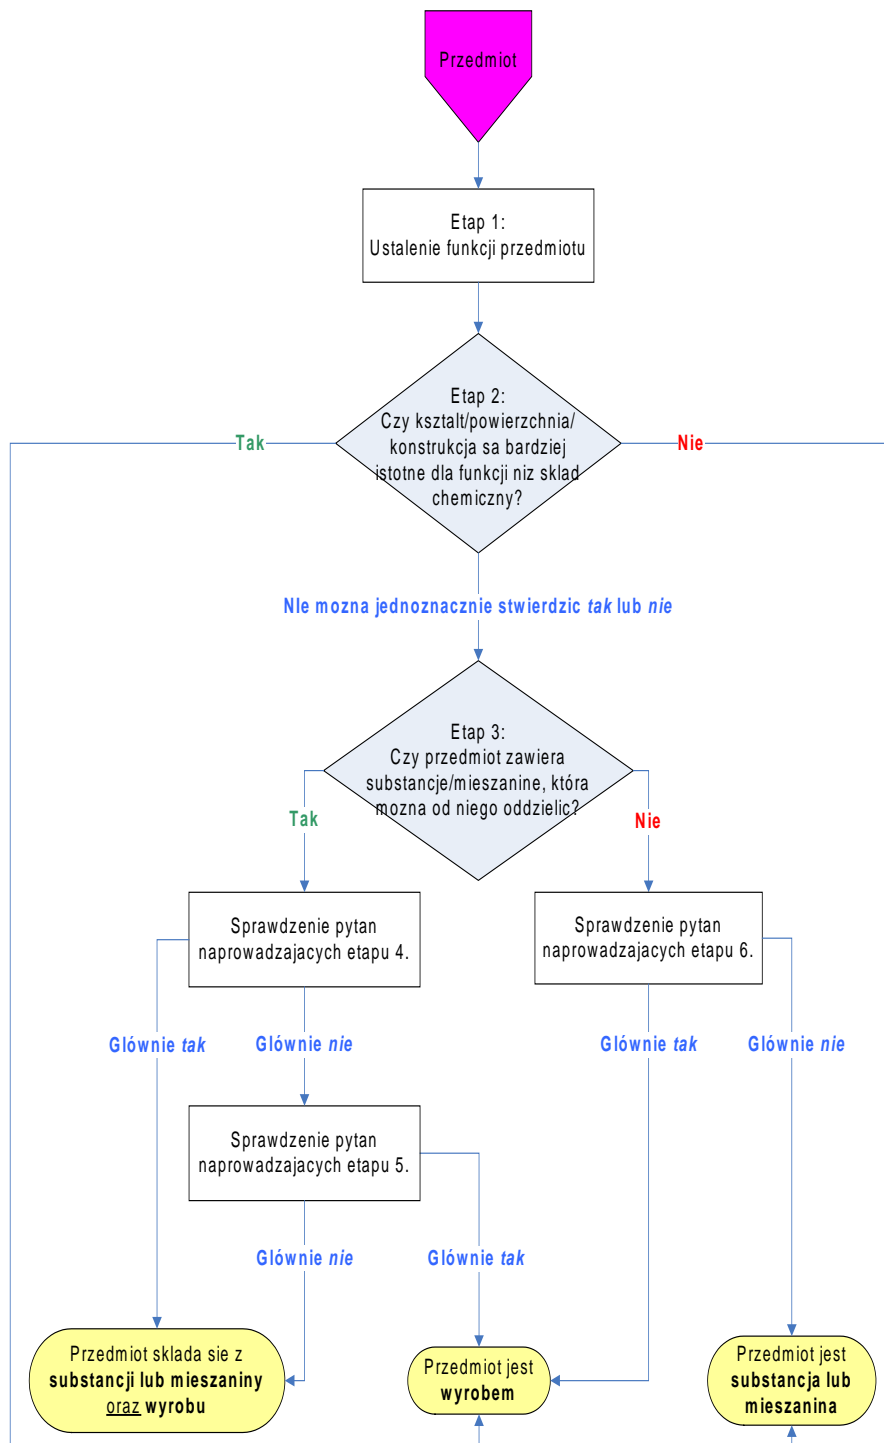 Przedmiot
Etap 1:
Ustalenie funkcji przedmiotu
Etap 2:
Czy ksztalt/powierzchnia/
konstrukcja sa bardziej
istotne dla funkcji niz sklad
chemiczny?
Tak
Nie
NIe mozna jednoznacznie stwierdzic tak lub nie
Etap 3:
Czy przedmiot zawiera
substancje/mieszanine, która
mozna od niego oddzielic?
Tak
Nie
Sprawdzenie pytan
naprowadzajacych etapu 4.
Sprawdzenie pytan
naprowadzajacych etapu 6.
Glównie tak
Glównie nie
Glównie tak
Glównie nie
Sprawdzenie pytan
naprowadzajacych etapu 5.
Glównie nie
Glównie tak
Przedmiot sklada sie z
substancji lub mieszaniny
oraz wyrobu
Przedmiot jest
wyrobem
Przedmiot jest
substancja lub
mieszanina